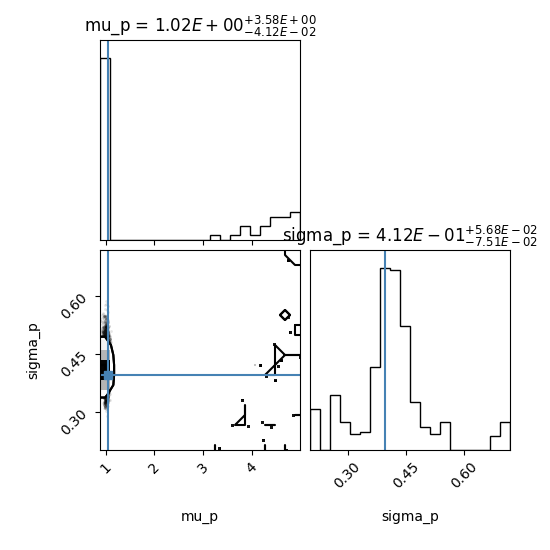 mu_p = 1.02E + 00 +3.58E + 00 −4.12E − 02
sigma_p = 4.12E − 01 +5.68E − 02 −7.51E − 02
sigma_p
0.60
0.45
0.30
1 2 3 4
mu_p
0.30 0.45 0.60
sigma_p